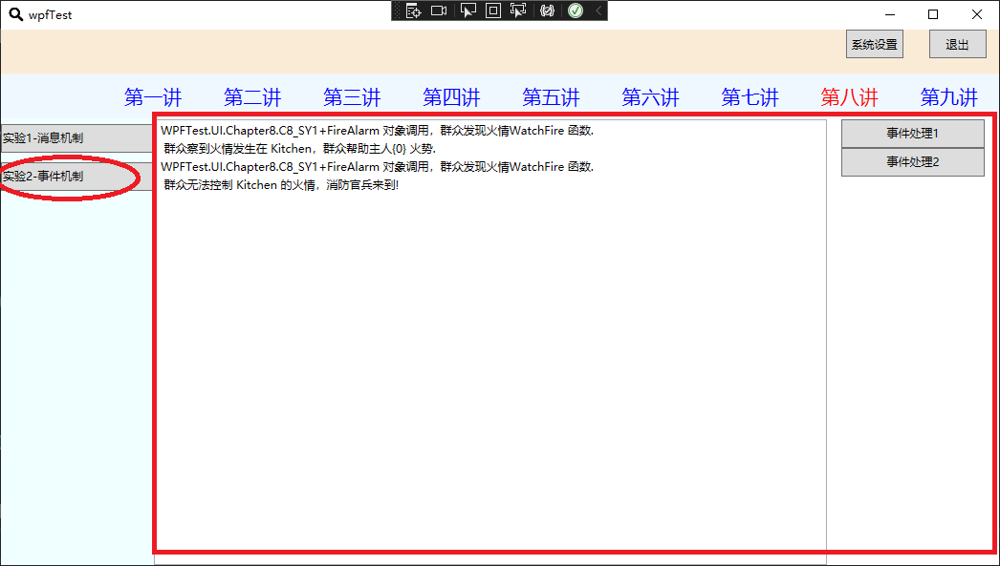 wpfTest
系统设置 退出
第一讲 第二讲 第三讲 第四讲 第五讲 第六讲 第七讲 第八讲 第九讲
实验1-消息机制
实验2-事件机制
WPFTest.UI.Chapter8.C8_SY1+FireAlarm 对象调用，群众发现火情WatchFire 函数.
群众察到火情发生在 Kitchen，群众帮助主人{0} 火势.
WPFTest.UI.Chapter8.C8_SY1+FireAlarm 对象调用，群众发现火情WatchFire 函数.
群众无法控制 Kitchen 的火情，消防官兵来到!
事件处理1
事件处理2